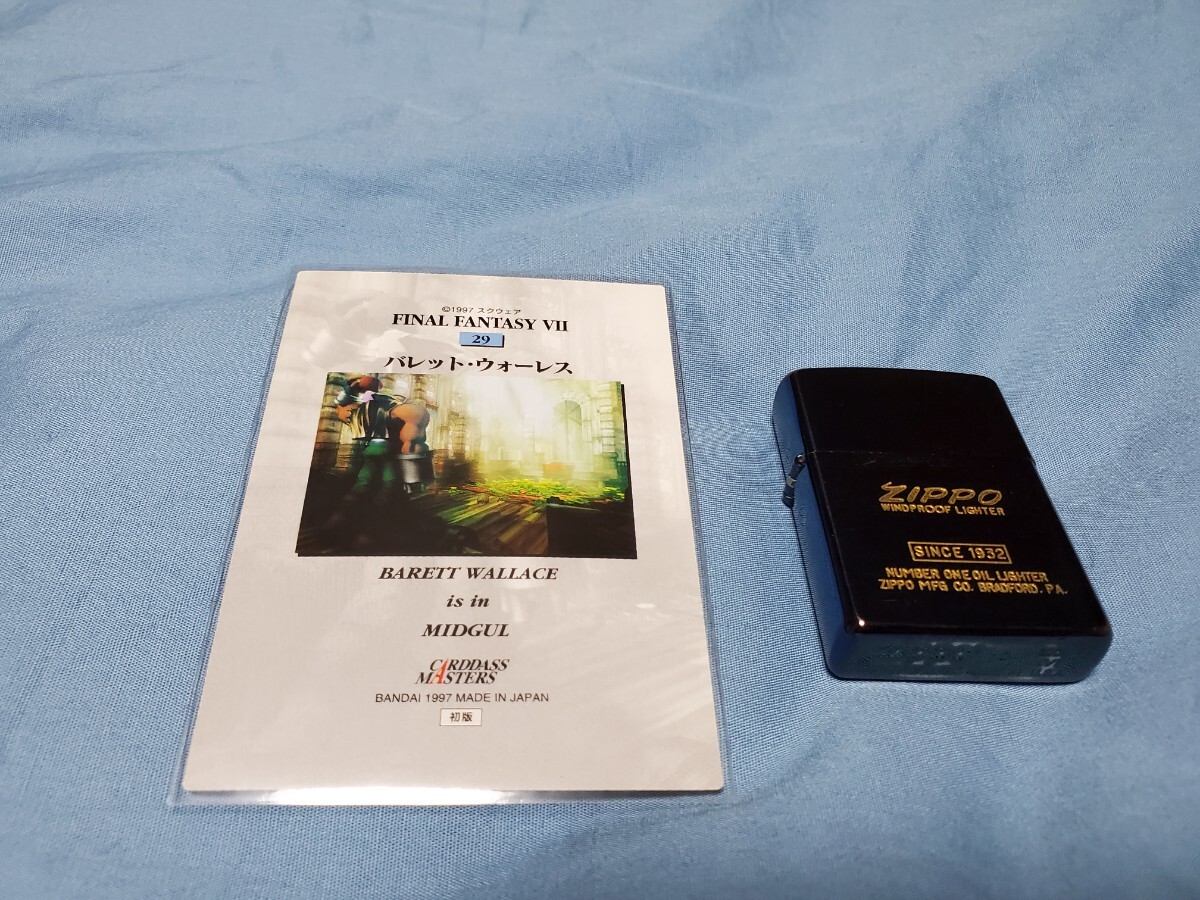 ©1997 スクウェア
FINAL FANTASY VII
29
バレット・ウォーレス
BARETT WALLACE
is in
MIDGUL
CARDDASS
MASTERS
BANDAI 1997 MADE IN JAPAN
初版
ZIPPO
WINDPROOF LIGHTER
SINCE 1932
NUMBER ONE OIL LIGHTER
ZIPPO MFG CO. BRADFORD, PA.